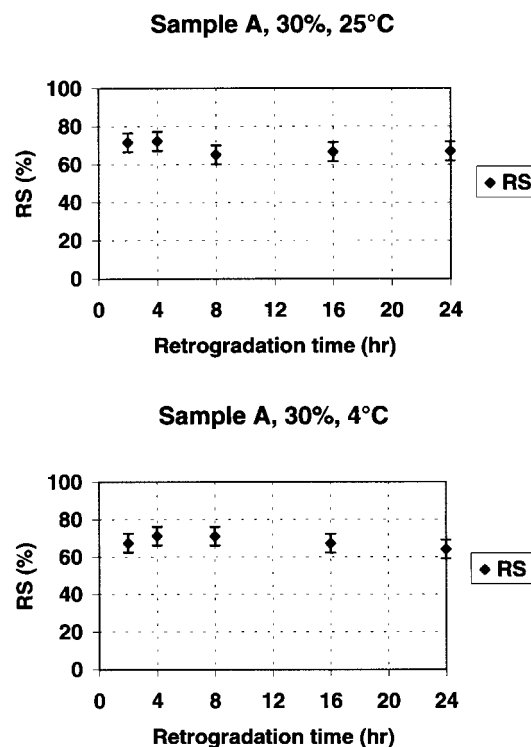 Sample A, 30%, 25°C
100
80
60
40
20
0
RS (%)
0 4 8 12 16 20 24
Retrogradation time (hr)
RS
Sample A, 30%, 4°C
100
80
60
40
20
0
RS (%)
0 4 8 12 16 20 24
Retrogradation time (hr)
RS